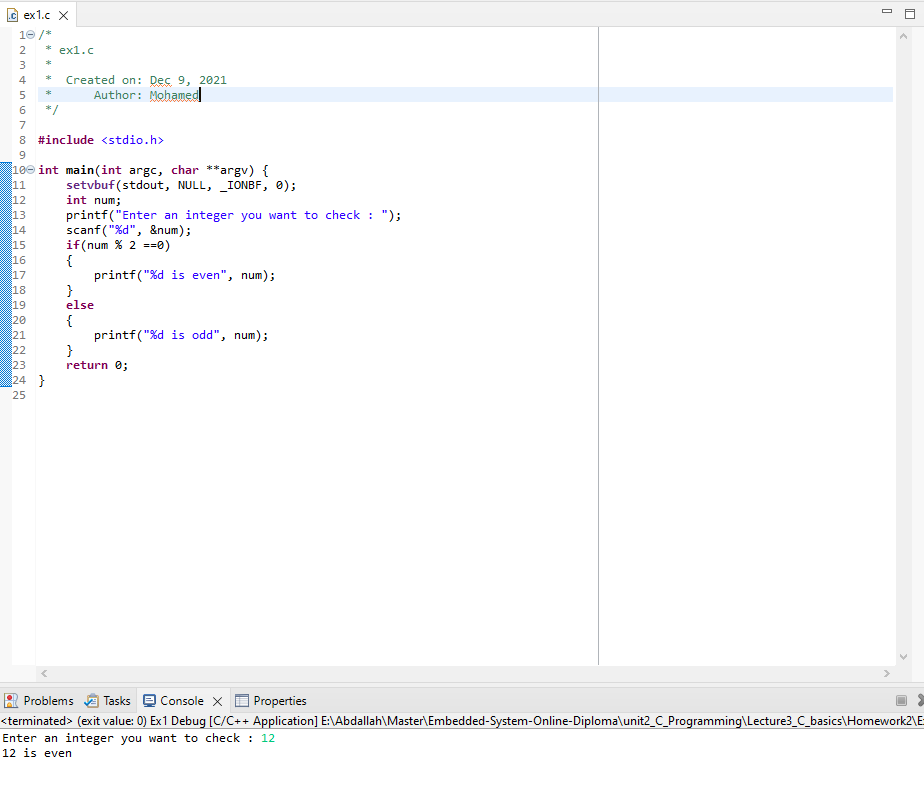 ex1.c
1 /*
2  * ex1.c
3  *
4  *  Created on: Dec 9, 2021
5  *      Author: Mohamed
6  */
7
8 #include <stdio.h>
9
10 int main(int argc, char **argv) {
11     setvbuf(stdout, NULL, _IONBF, 0);
12     int num;
13     printf("Enter an integer you want to check : ");
14     scanf("%d", &num);
15     if(num % 2 ==0)
16     {
17         printf("%d is even", num);
18     }
19     else
20     {
21         printf("%d is odd", num);
22     }
23     return 0;
24 }
25
Problems Tasks Console Properties
<terminated> (exit value: 0) Ex1 Debug [C/C++ Application] E:\Abdallah\Master\Embedded-System-Online-Diploma\unit2_C_Programming\Lecture3_C_basics\Homework2\E
Enter an integer you want to check : 12
12 is even